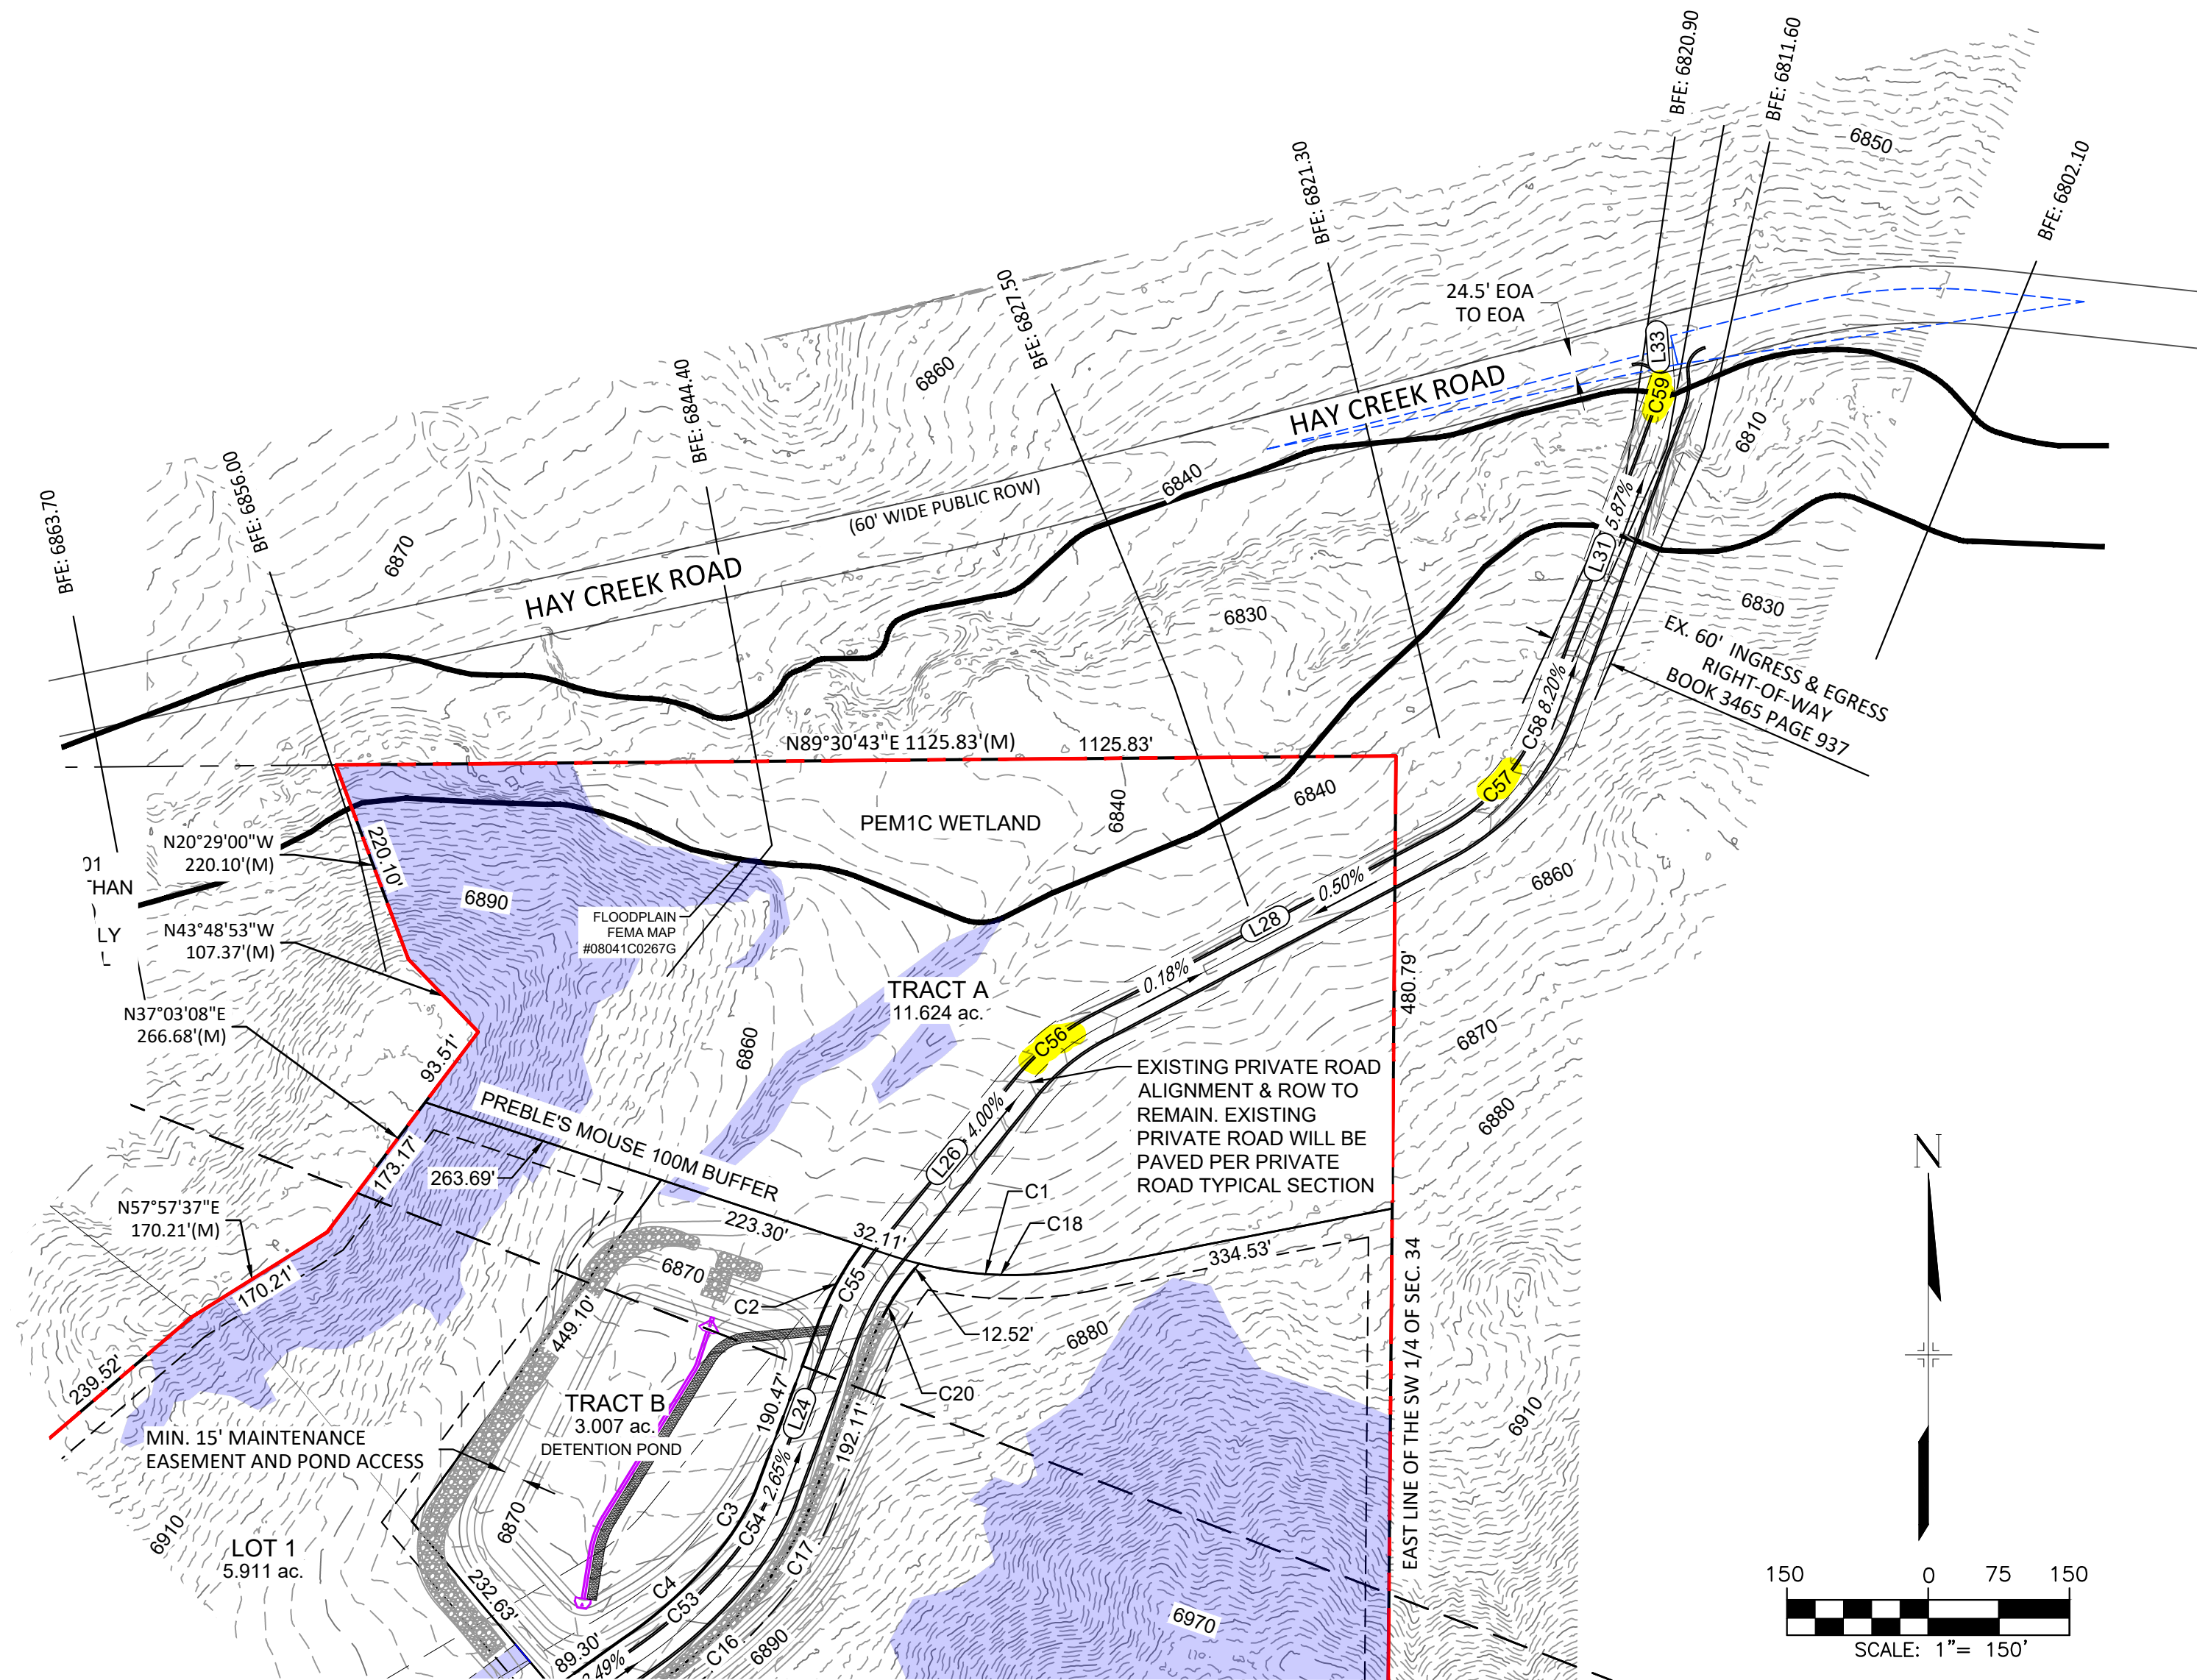 BFE: 6820.90
BFE: 6811.60
6850
BFE: 6802.10
BFE: 6821.30
BFE: 6827.50
24.5' EOA
TO EOA
L33
6860
BFE: 6844.40
HAY CREEK ROAD
C59
BFE: 6856.00
6810
BFE: 6863.70
(60' WIDE PUBLIC ROW)
6840
5.87%
6870
HAY CREEK ROAD
L31
6830
6830
EX. 60' INGRESS & EGRESS
RIGHT-OF-WAY
BOOK 3465 PAGE 937
C58 8.20%
N89°30'43"E 1125.83'(M)
1125.83'
C57
6840
6840
PEM1C WETLAND
N20°29'00"W
220.10'(M)
220.10'
01
THAN
LY
L
6890
6860
0.50%
FLOODPLAIN
FEMA MAP
#08041C0267G
L28
N43°48'53"W
107.37'(M)
0.18%
480.79'
TRACT A
11.624 ac.
N37°03'08"E
266.68'(M)
93.51'
6860
C56
6870
EXISTING PRIVATE ROAD
ALIGNMENT & ROW TO
REMAIN. EXISTING
PRIVATE ROAD WILL BE
PAVED PER PRIVATE
ROAD TYPICAL SECTION
PREBLE'S MOUSE 100M BUFFER
4.00%
L26
6880
N
173.17'
263.69'
C1
C18
N57°57'37"E
170.21'(M)
223.30'
32.11'
334.53'
170.21'
6870
C2
C55
449.10'
12.52'
6880
239.52'
C20
EAST LINE OF THE SW 1/4 OF SEC. 34
TRACT B
3.007 ac.
DETENTION POND
190.47'
L24
192.11'
6910
MIN. 15' MAINTENANCE
EASEMENT AND POND ACCESS
2.65%
6870
C3
C54
6910
LOT 1
5.911 ac.
C17
232.63'
C4
C53
150
0
75
150
6970
89.30'
C16
6890
.49%
SCALE: 1"= 150'